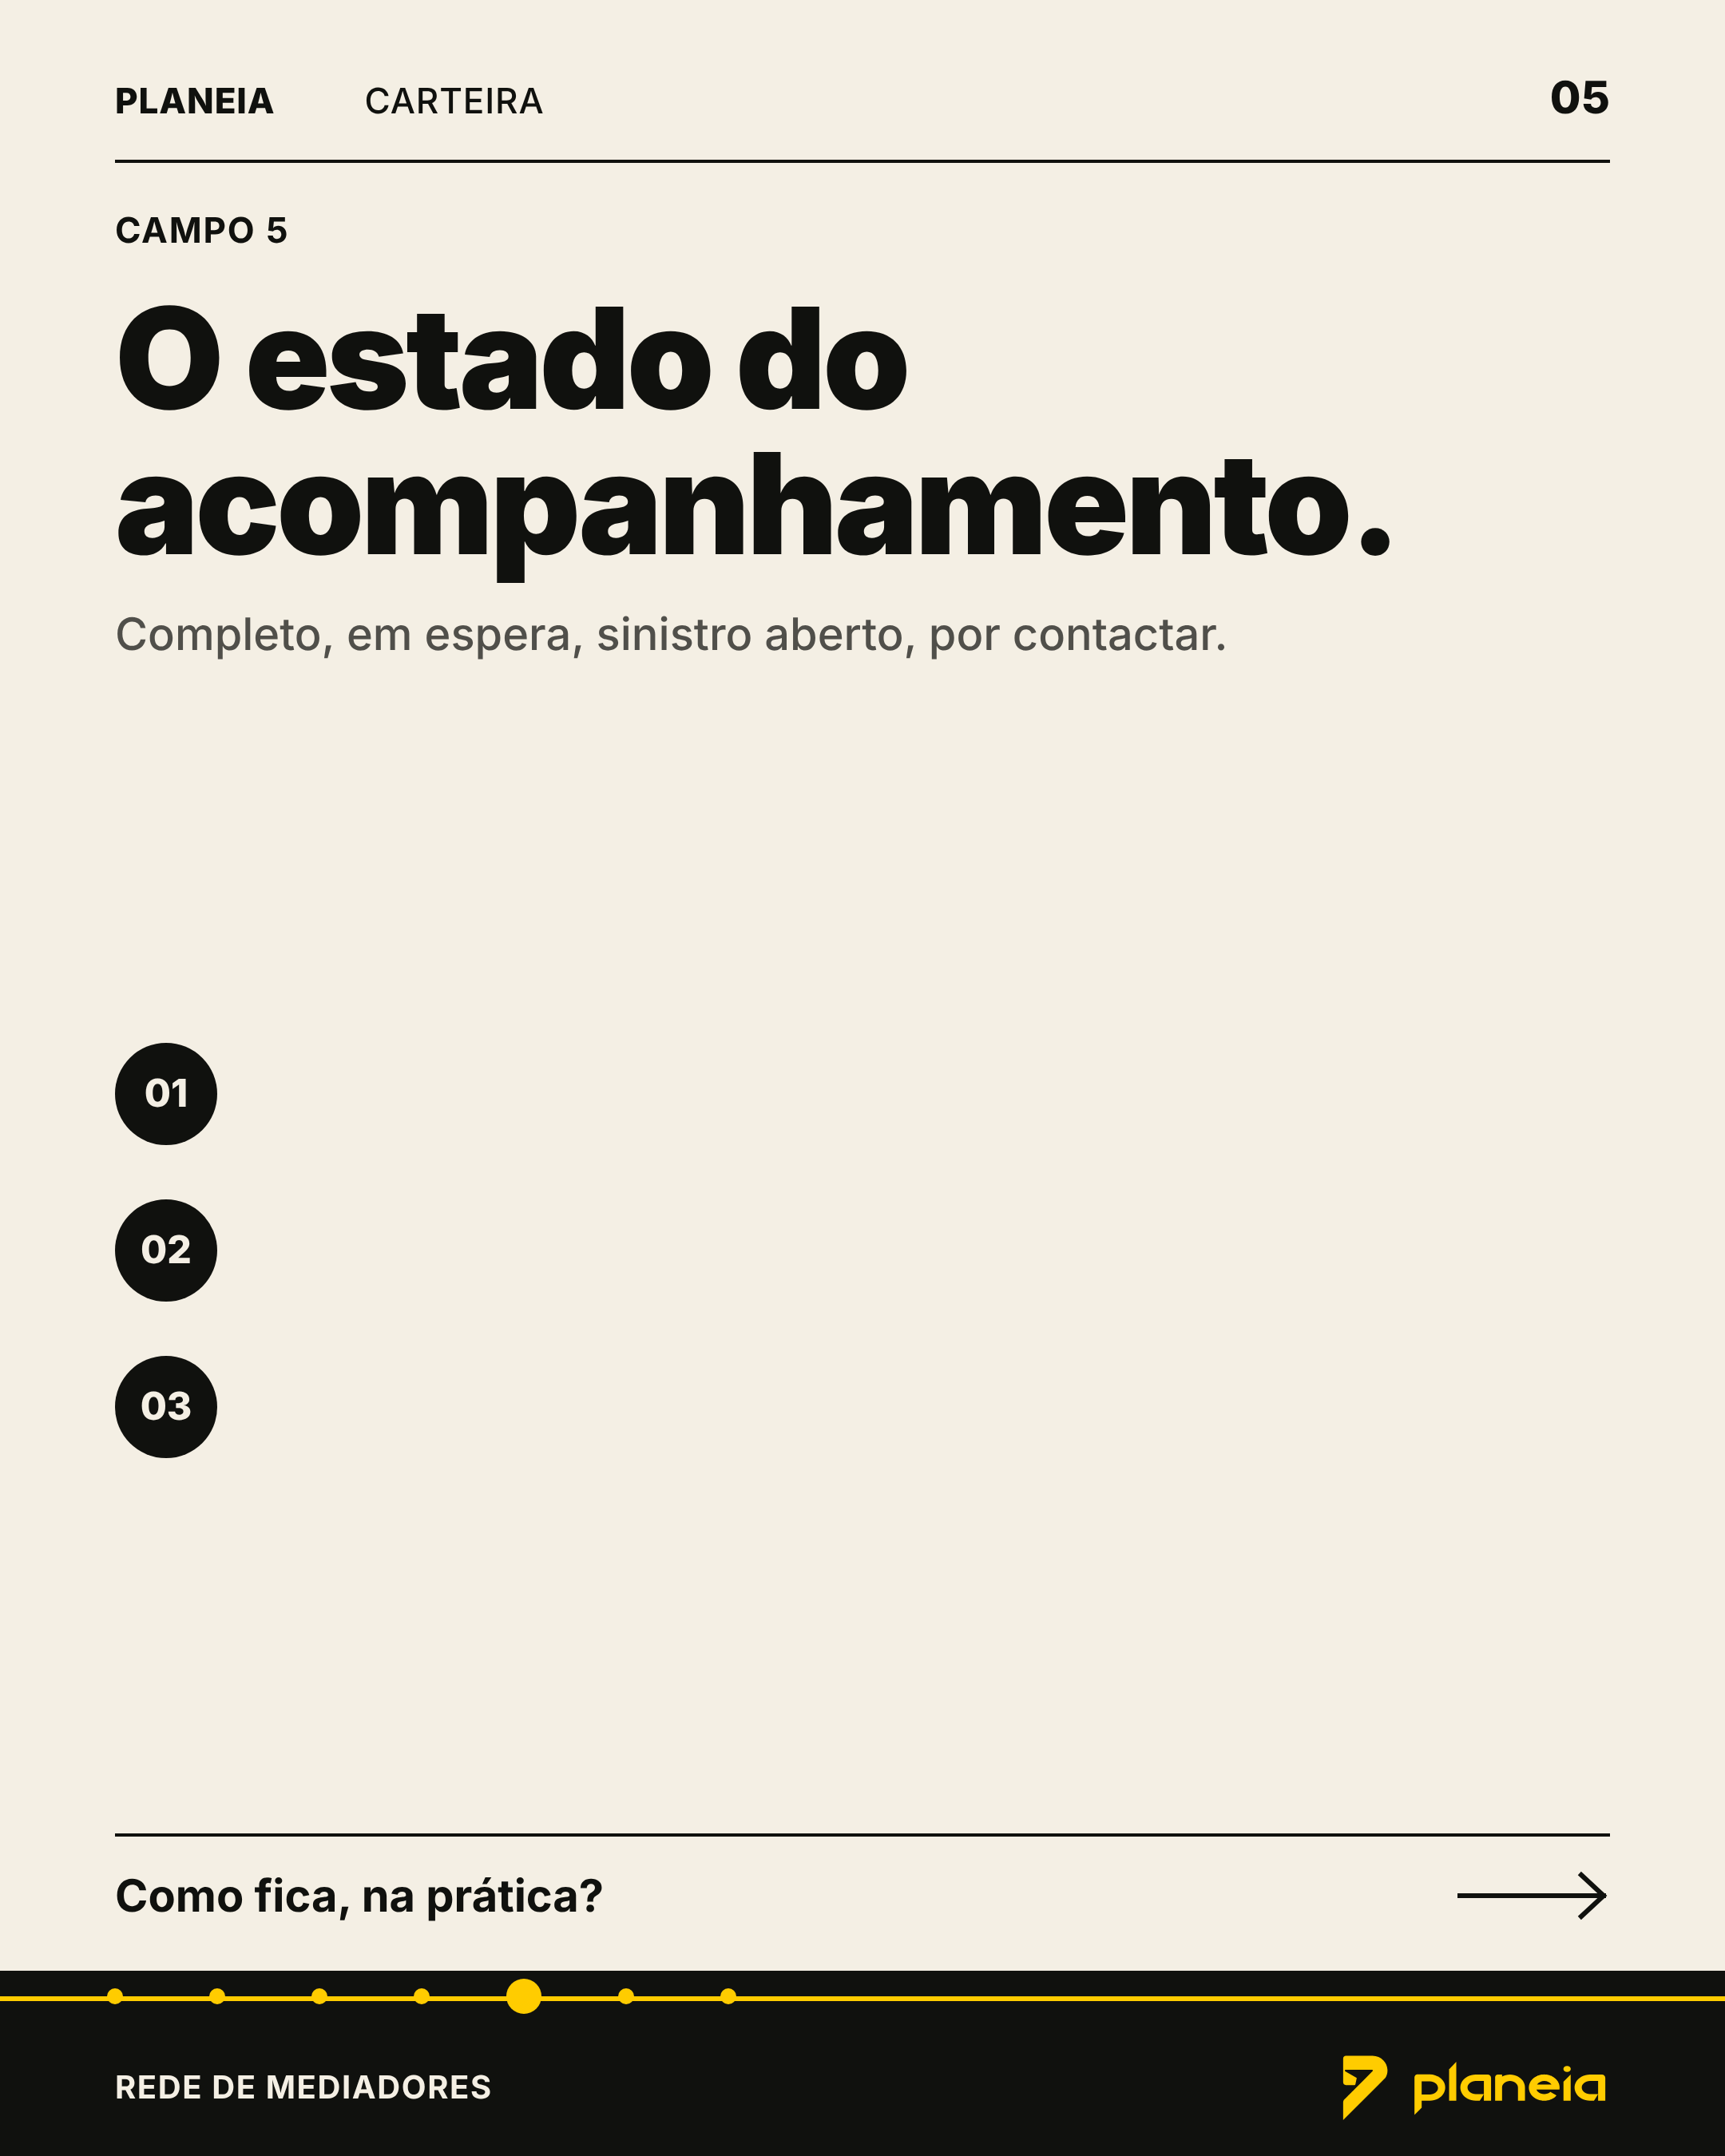 PLANEIA CARTEIRA 05
CAMPO 5
O estado do
acompanhamento.
Completo, em espera, sinistro aberto, por contactar.
01
02
03
Como fica, na prática?
REDE DE MEDIADORES planeia